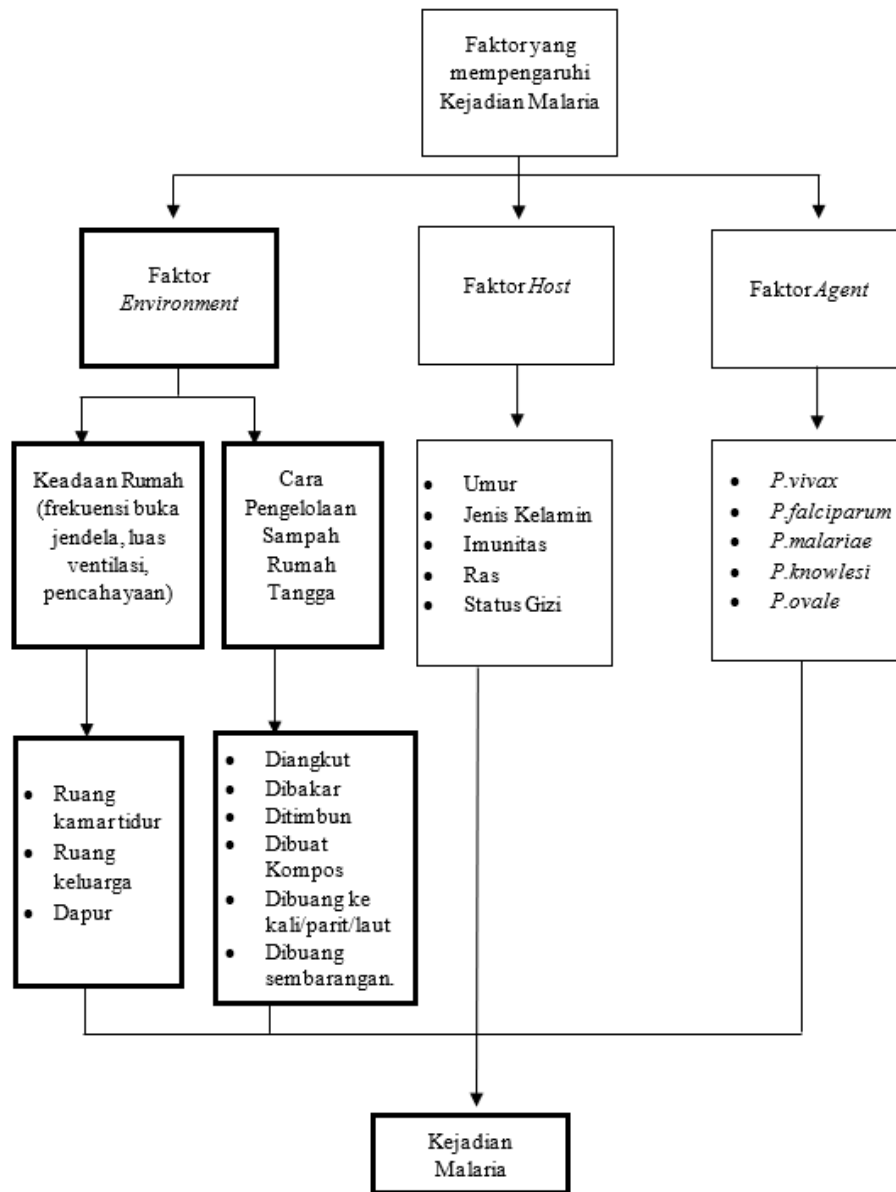 Faktor yang
mempengaruhi
Kejadian Malaria
Faktor
Environment
Faktor Host
Faktor Agent
Keadaan Rumah
(frekuensi buka
jendela, luas
ventilasi,
pencahayaan)
Cara
Pengelolaan
Sampah
Rumah
Tangga
• Umur
• Jenis Kelamin
• Imunitas
• Ras
• Status Gizi
• P.vivax
• P.falciparum
• P.malariae
• P.knowlesi
• P.ovale
• Ruang
kamar tidur
• Ruang
keluarga
• Dapur
• Diangkut
• Dibakar
• Ditimbun
• Dibuat
Kompos
• Dibuang ke
kali/parit/laut
• Dibuang
sembarangan.
Kejadian
Malaria